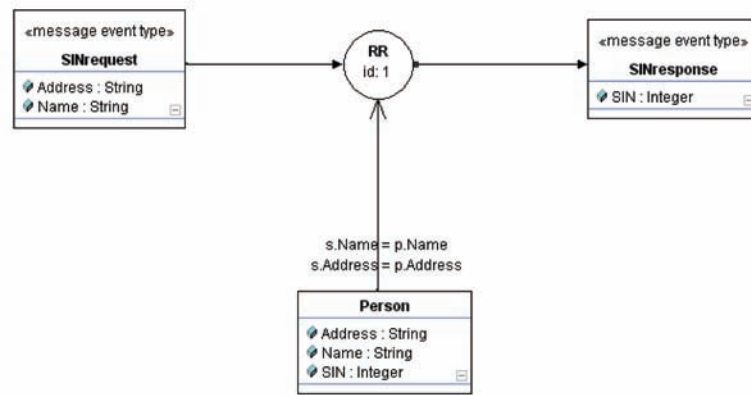 «message event type»
SINrequest
Address : String
Name : String
RR
id: 1
«message event type»
SINresponse
SIN : Integer
s.Name = p.Name
s.Address = p.Address
Person
Address : String
Name : String
SIN : Integer